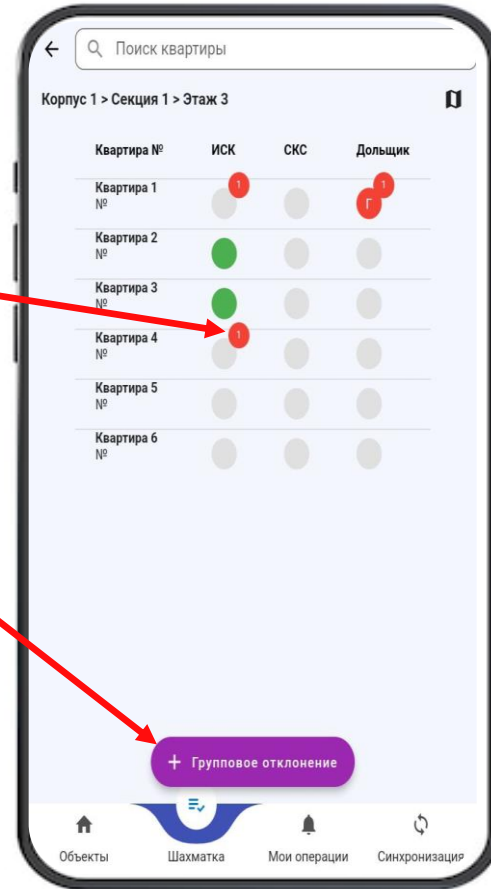 Поиск квартиры
Корпус 1 > Секция 1 > Этаж 3
Квартира № ИСК СКС Дольщик
Квартира 1 1 1
№ Г
Квартира 2
№
Квартира 3
№
Квартира 4 1
№
Квартира 5
№
Квартира 6
№
+ Групповое отклонение
Объекты Шахматка Мои операции Синхронизация